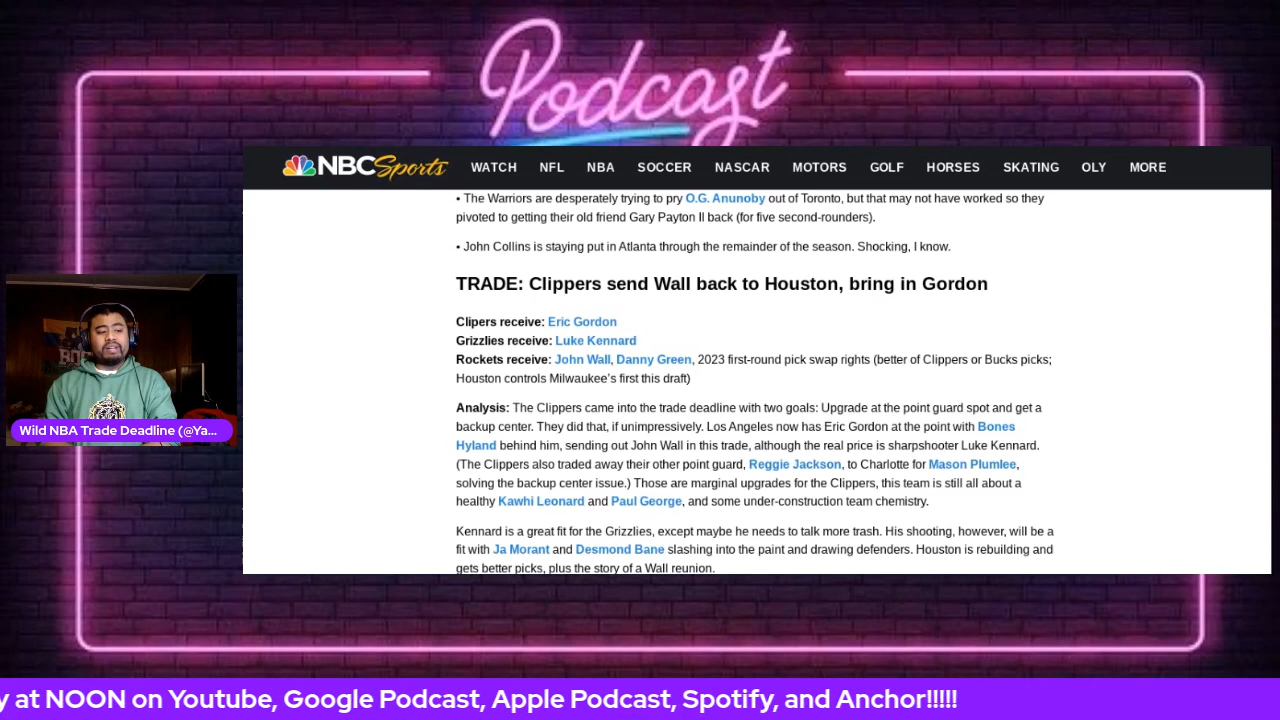 Podcast
NBC Sports WATCH NFL NBA SOCCER NASCAR MOTORS GOLF HORSES SKATING OLY MORE
• The Warriors are desperately trying to pry O.G. Anunoby out of Toronto, but that may not have worked so they
pivoted to getting their old friend Gary Payton II back (for five second-rounders).
• John Collins is staying put in Atlanta through the remainder of the season. Shocking, I know.
TRADE: Clippers send Wall back to Houston, bring in Gordon
Clipers receive: Eric Gordon
Grizzlies receive: Luke Kennard
Rockets receive: John Wall, Danny Green, 2023 first-round pick swap rights (better of Clippers or Bucks picks;
Houston controls Milwaukee's first this draft)
Analysis: The Clippers came into the trade deadline with two goals: Upgrade at the point guard spot and get a
backup center. They did that, if unimpressively. Los Angeles now has Eric Gordon at the point with Bones
Hyland behind him, sending out John Wall in this trade, although the real price is sharpshooter Luke Kennard.
(The Clippers also traded away their other point guard, Reggie Jackson, to Charlotte for Mason Plumlee,
solving the backup center issue.) Those are marginal upgrades for the Clippers, this team is still all about a
healthy Kawhi Leonard and Paul George, and some under-construction team chemistry.
Kennard is a great fit for the Grizzlies, except maybe he needs to talk more trash. His shooting, however, will be a
fit with Ja Morant and Desmond Bane slashing into the paint and drawing defenders. Houston is rebuilding and
gets better picks, plus the story of a Wall reunion.
Wild NBA Trade Deadline (@Ya...
y at NOON on Youtube, Google Podcast, Apple Podcast, Spotify, and Anchor!!!!!